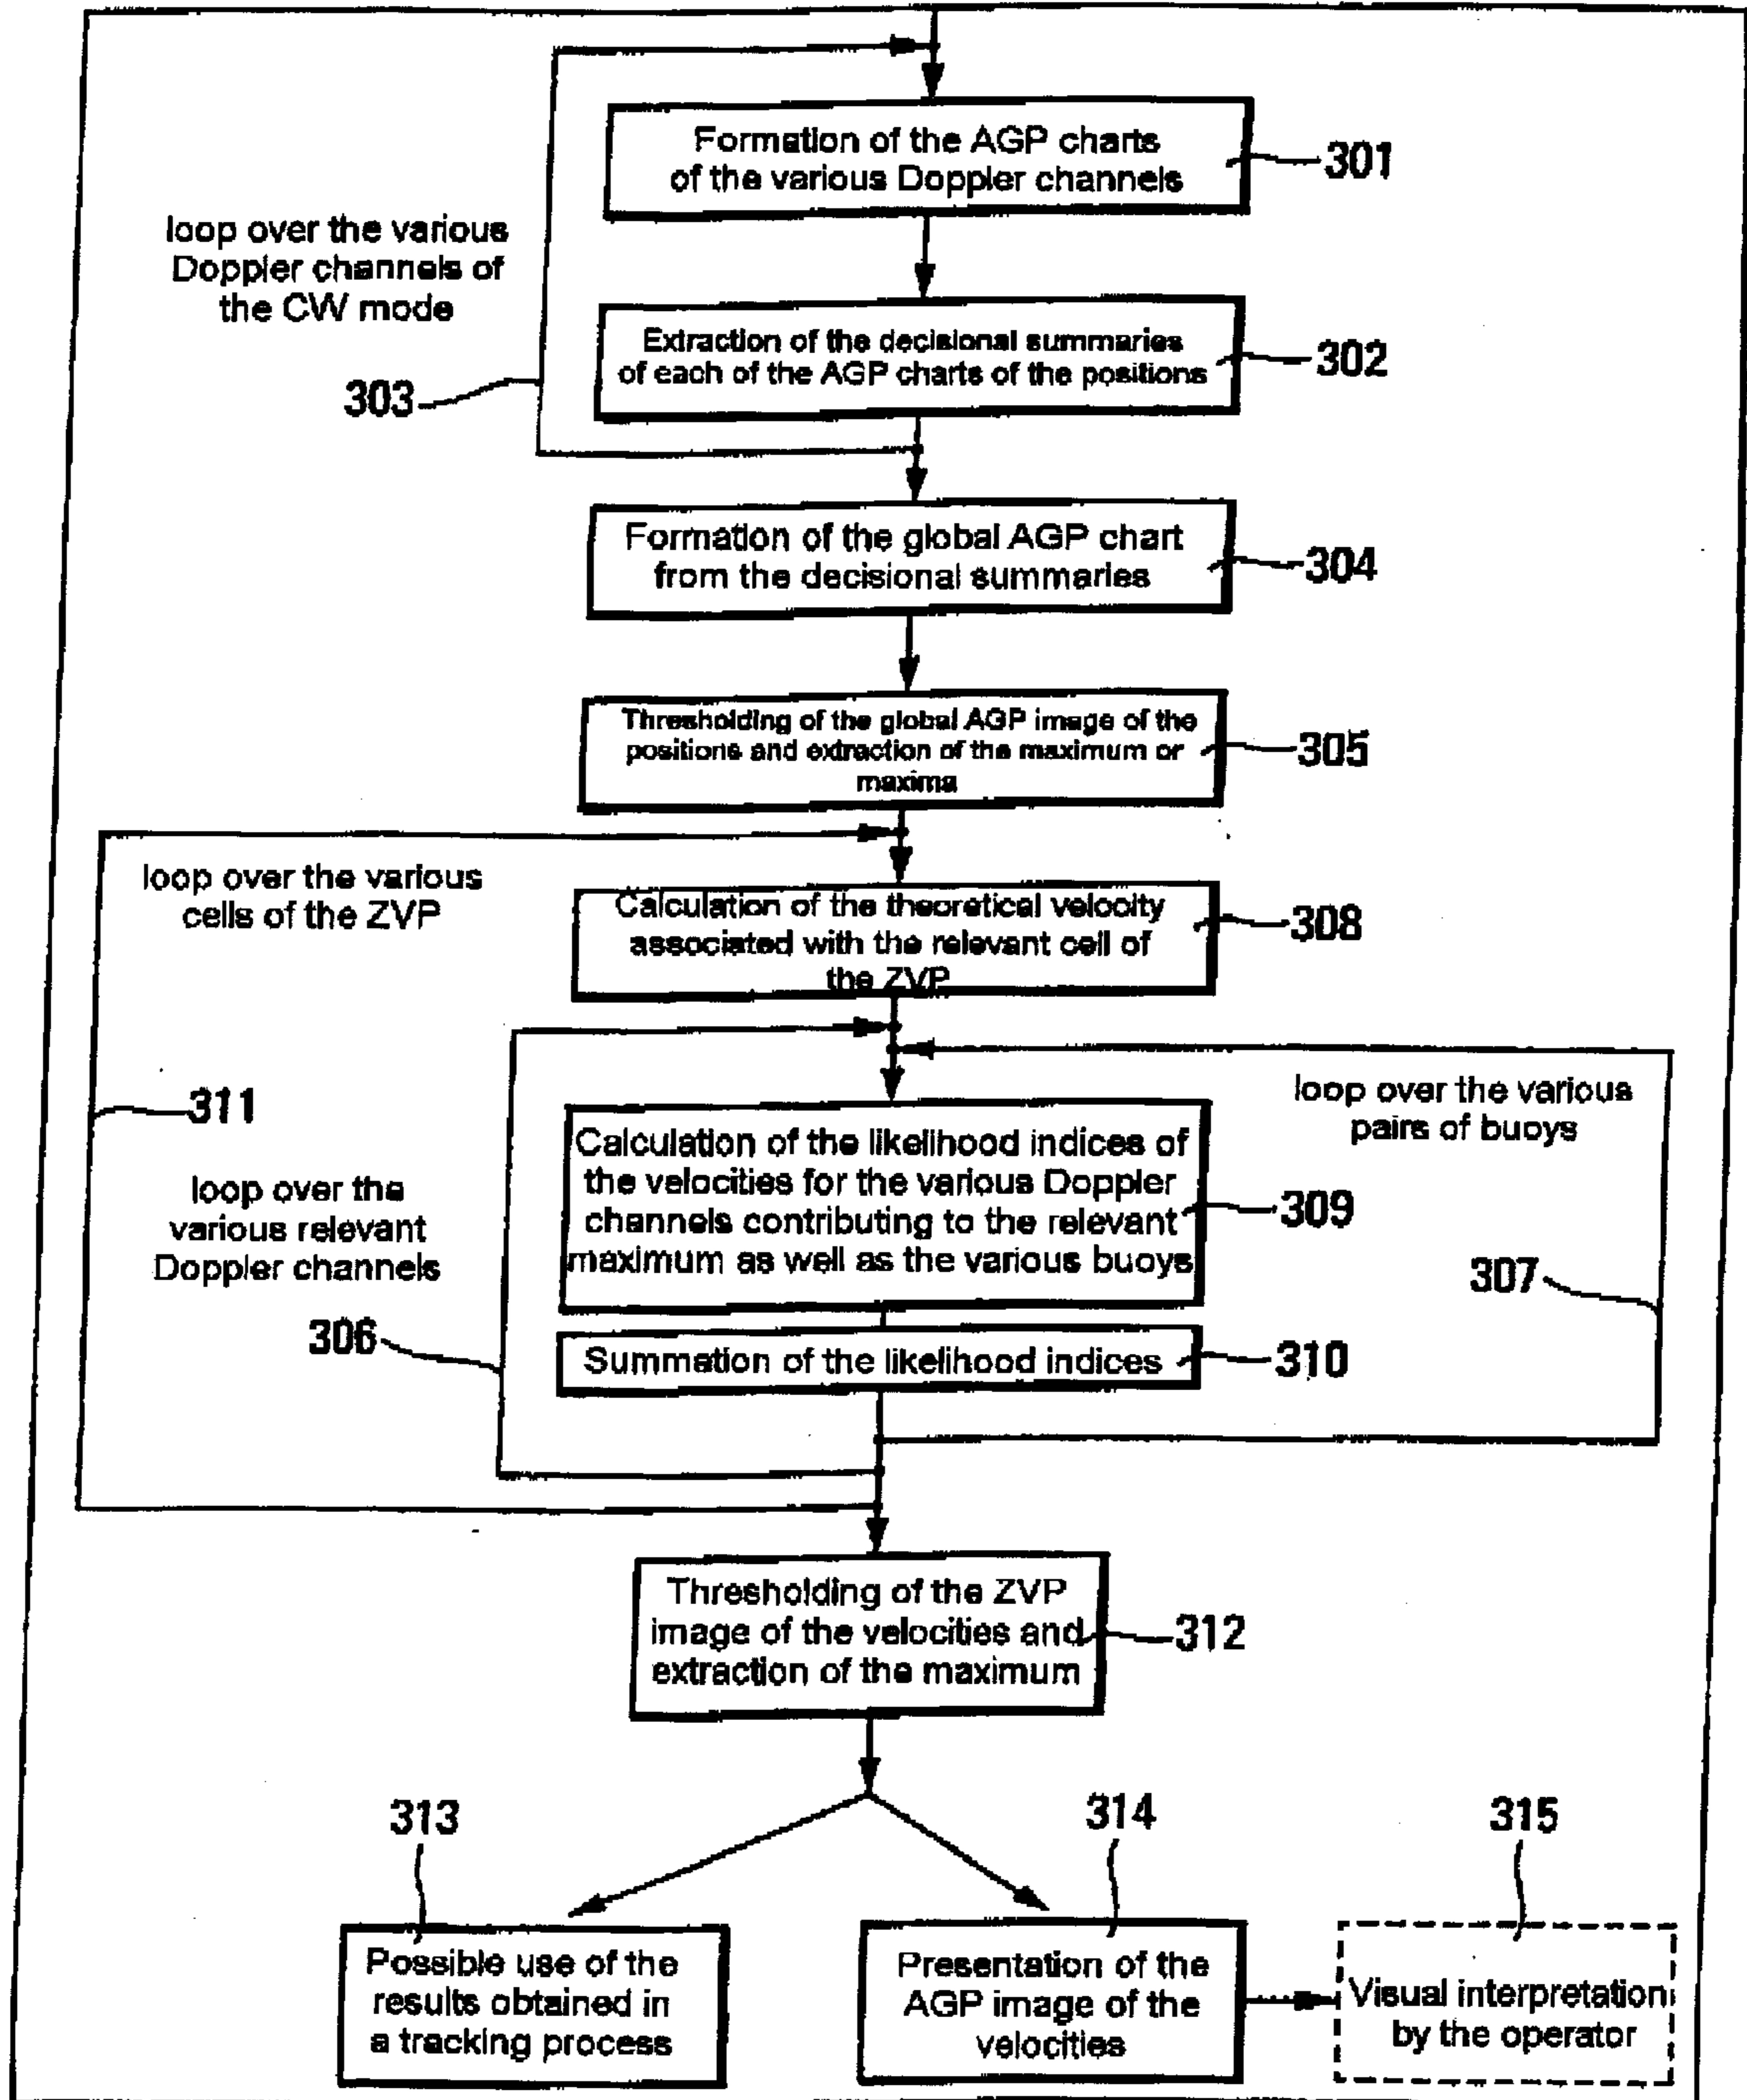 Formation of the AGP charts
of the various Doppler channels
301
loop over the various
Doppler channels of
the CW mode
Extraction of the decisional summaries
of each of the AGP charts of the positions
302
303
Formation of the global AGP chart
from the decisional summaries
304
Thresholding of the global AGP image of the
positions and extraction of the maximum or
maxima
305
loop over the various
cells of the ZVP
Calculation of the theoretical velocity
associated with the relevant cell of
the ZVP
308
loop over the various
pairs of buoys
311
Calculation of the likelihood indices of
the velocities for the various Doppler
channels contributing to the relevant
maximum as well as the various buoys
309
loop over the
various relevant
Doppler channels
307
306
Summation of the likelihood indices
310
Thresholding of the ZVP
image of the velocities and
extraction of the maximum
312
313
314
315
Possible use of the
results obtained in
a tracking process
Presentation of the
AGP image of the
velocities
Visual interpretation
by the operator